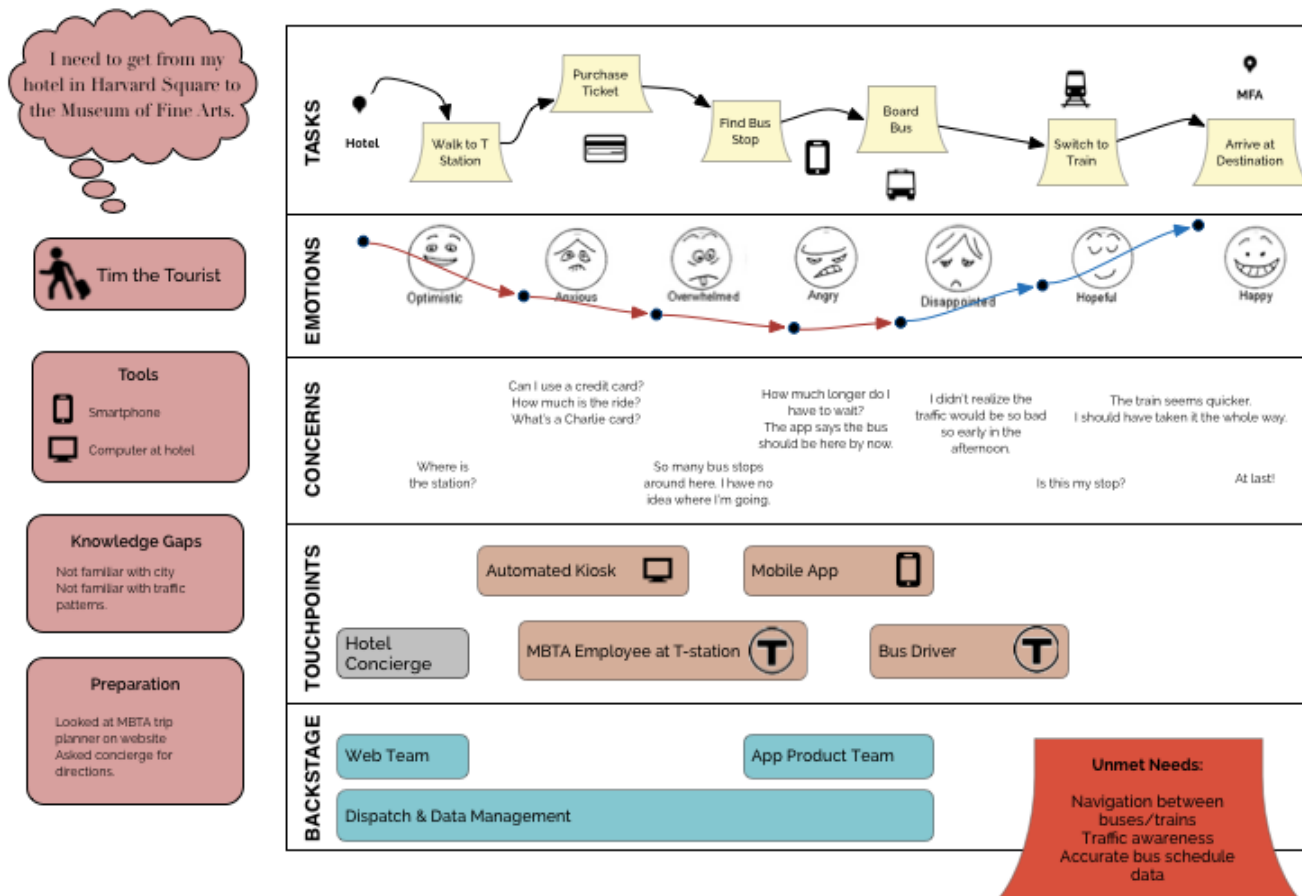 I need to get from my
hotel in Harvard Square to
the Museum of Fine Arts.
Tim the Tourist
Tools
Smartphone
Computer at hotel
Knowledge Gaps
Not familiar with city
Not familiar with traffic
patterns.
Preparation
Looked at MBTA trip
planner on website
Asked concierge for
directions.
TASKS
Hotel
Walk to T
Station
Purchase
Ticket
Find Bus
Stop
Board
Bus
Switch to
Train
MFA
Arrive at
Destination
EMOTIONS
Optimistic
Anxious
Overwhelmed
Angry
Disappointed
Hopeful
Happy
CONCERNS
Where is
the station?
Can I use a credit card?
How much is the ride?
What's a Charlie card?
So many bus stops
around here. I have no
idea where I'm going.
How much longer do I
have to wait?
The app says the bus
should be here by now.
I didn't realize the
traffic would be so bad
so early in the
afternoon.
Is this my stop?
The train seems quicker.
I should have taken it the whole way.
At last!
TOUCHPOINTS
Automated Kiosk
Mobile App
Hotel
Concierge
MBTA Employee at T-station
T
Bus Driver
T
BACKSTAGE
Web Team
App Product Team
Dispatch & Data Management
Unmet Needs:
Navigation between
buses/trains
Traffic awareness
Accurate bus schedule
data